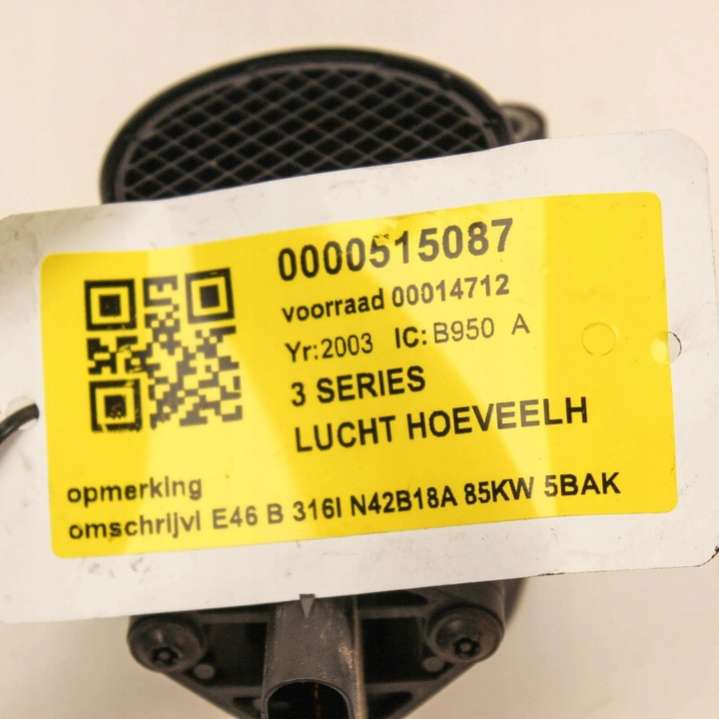 0000515087
voorraad 00014712
Yr:2003 IC:B950 A
3 SERIES
LUCHT HOEVEELH
opmerking
omschrijvi E46 B 316I N42B18A 85KW 5BAK